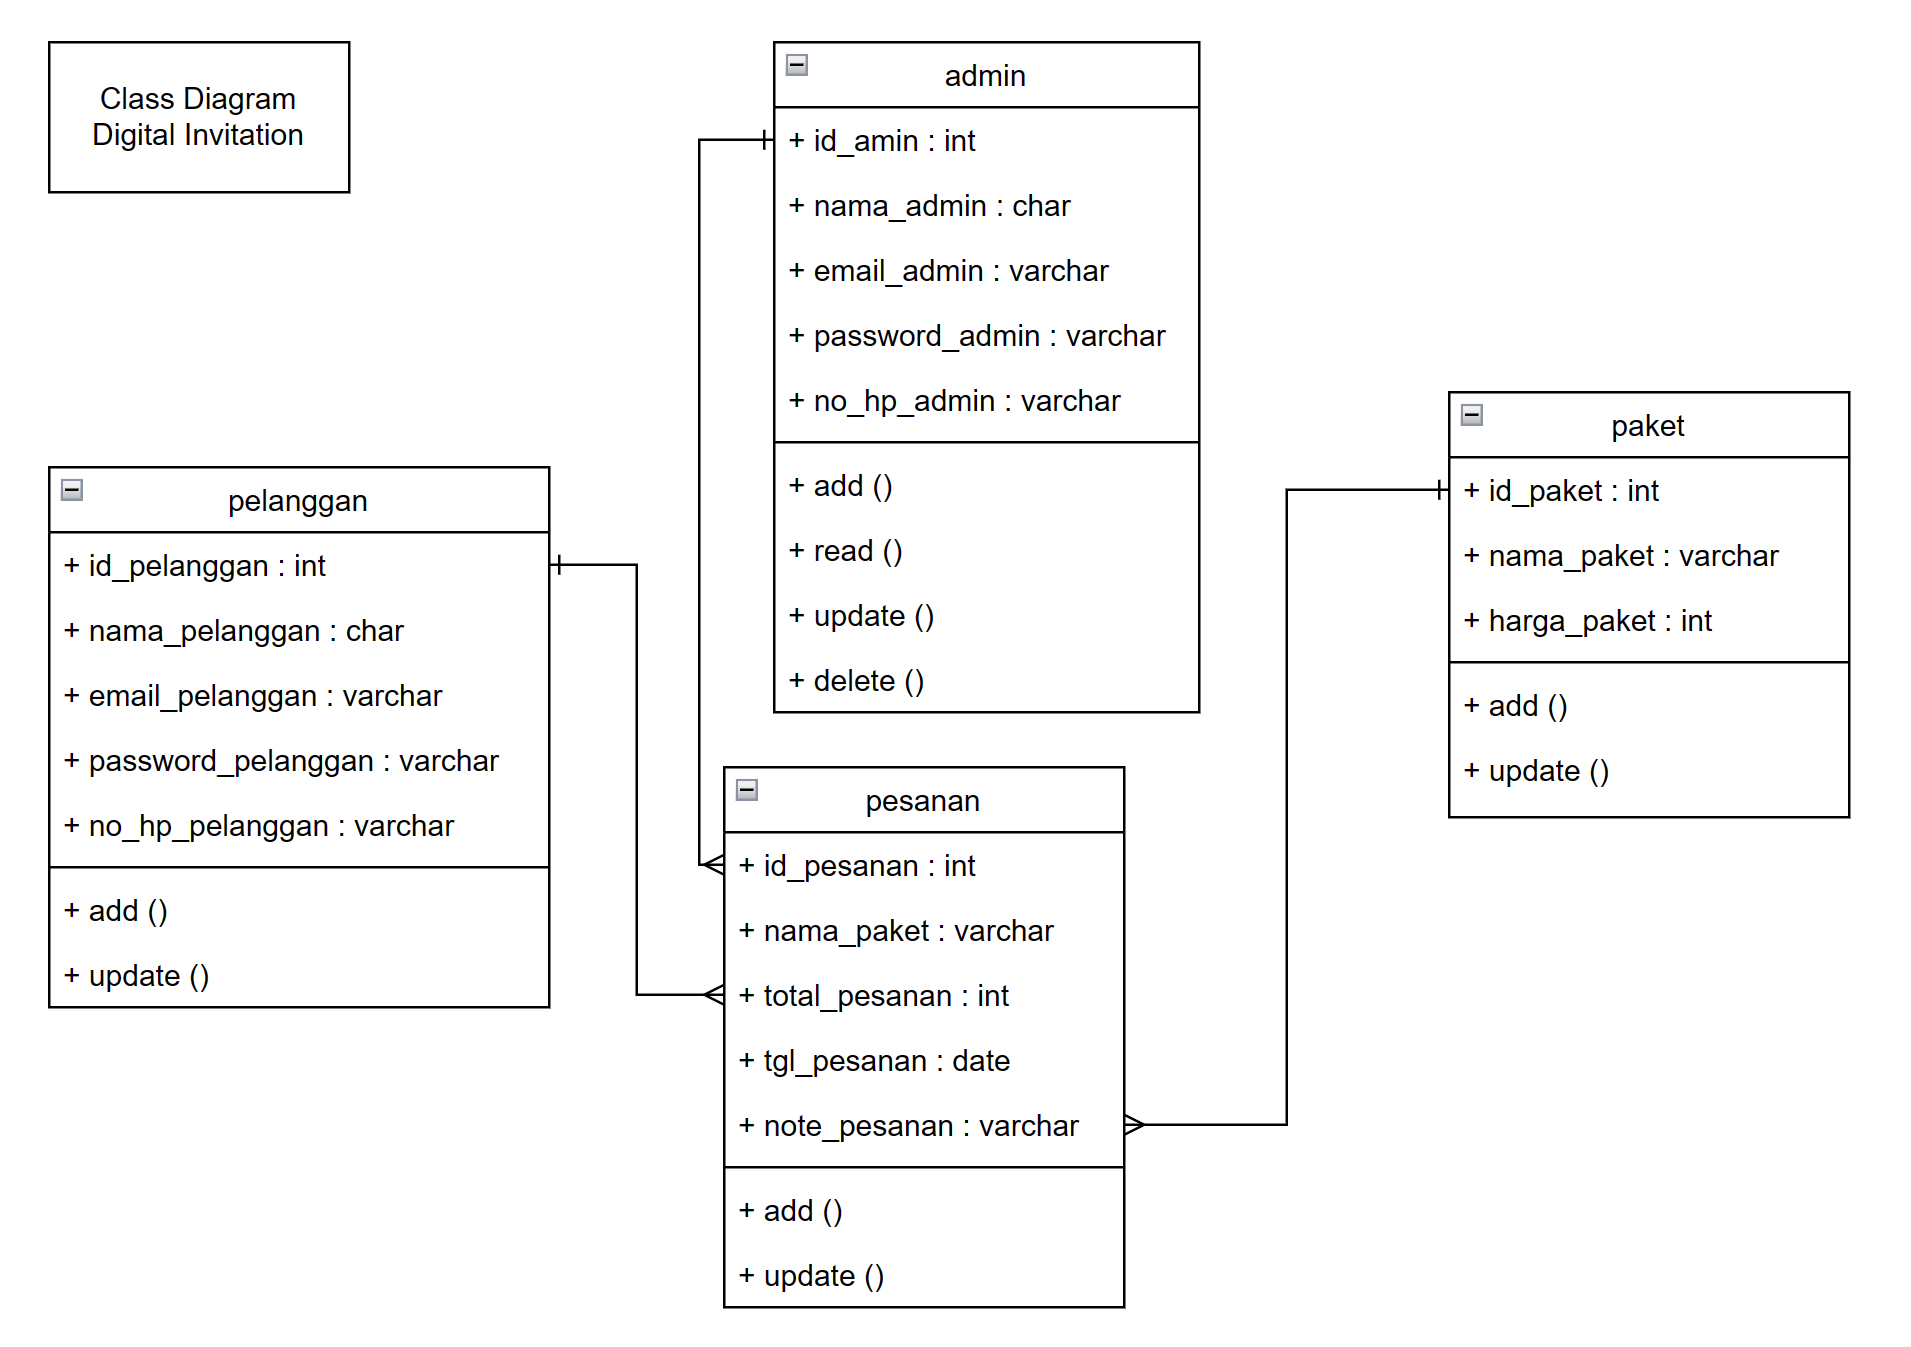 Class Diagram
Digital Invitation
admin
+ id_amin : int
+ nama_admin : char
+ email_admin : varchar
+ password_admin : varchar
+ no_hp_admin : varchar
+ add ()
+ read ()
+ update ()
+ delete ()
pelanggan
+ id_pelanggan : int
+ nama_pelanggan : char
+ email_pelanggan : varchar
+ password_pelanggan : varchar
+ no_hp_pelanggan : varchar
+ add ()
+ update ()
pesanan
+ id_pesanan : int
+ nama_paket : varchar
+ total_pesanan : int
+ tgl_pesanan : date
+ note_pesanan : varchar
+ add ()
+ update ()
paket
+ id_paket : int
+ nama_paket : varchar
+ harga_paket : int
+ add ()
+ update ()